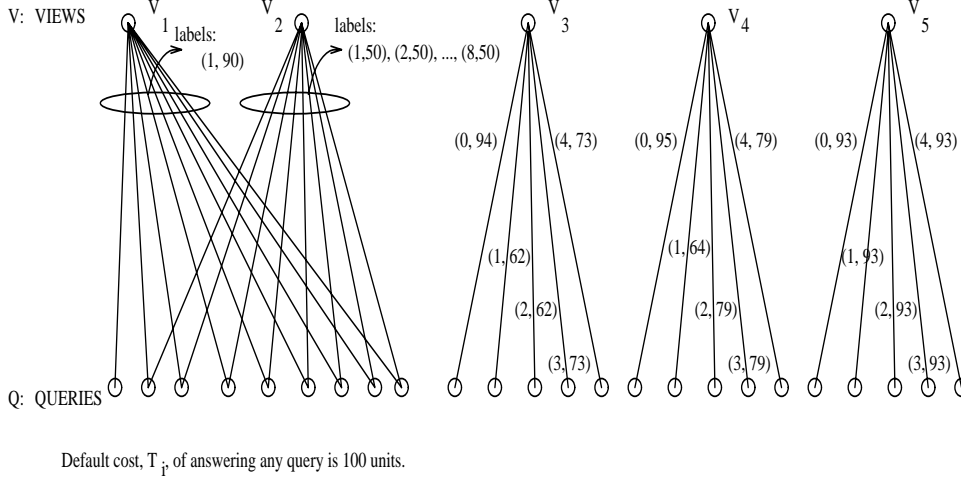 V: VIEWS
V 1
V 2
V 3
V 4
V 5
labels:
(1, 90)
labels:
(1,50), (2,50), ..., (8,50)
(0, 94)
(4, 73)
(1, 62)
(2, 62)
(3, 73)
(0, 95)
(4, 79)
(1, 64)
(2, 79)
(3, 79)
(0, 93)
(4, 93)
(1, 93)
(2, 93)
(3, 93)
Q: QUERIES
Default cost, T i, of answering any query is 100 units.